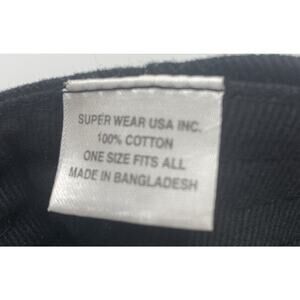 SUPER WEAR USA INC.
100% COTTON
ONE SIZE FITS ALL
MADE IN BANGLADESH